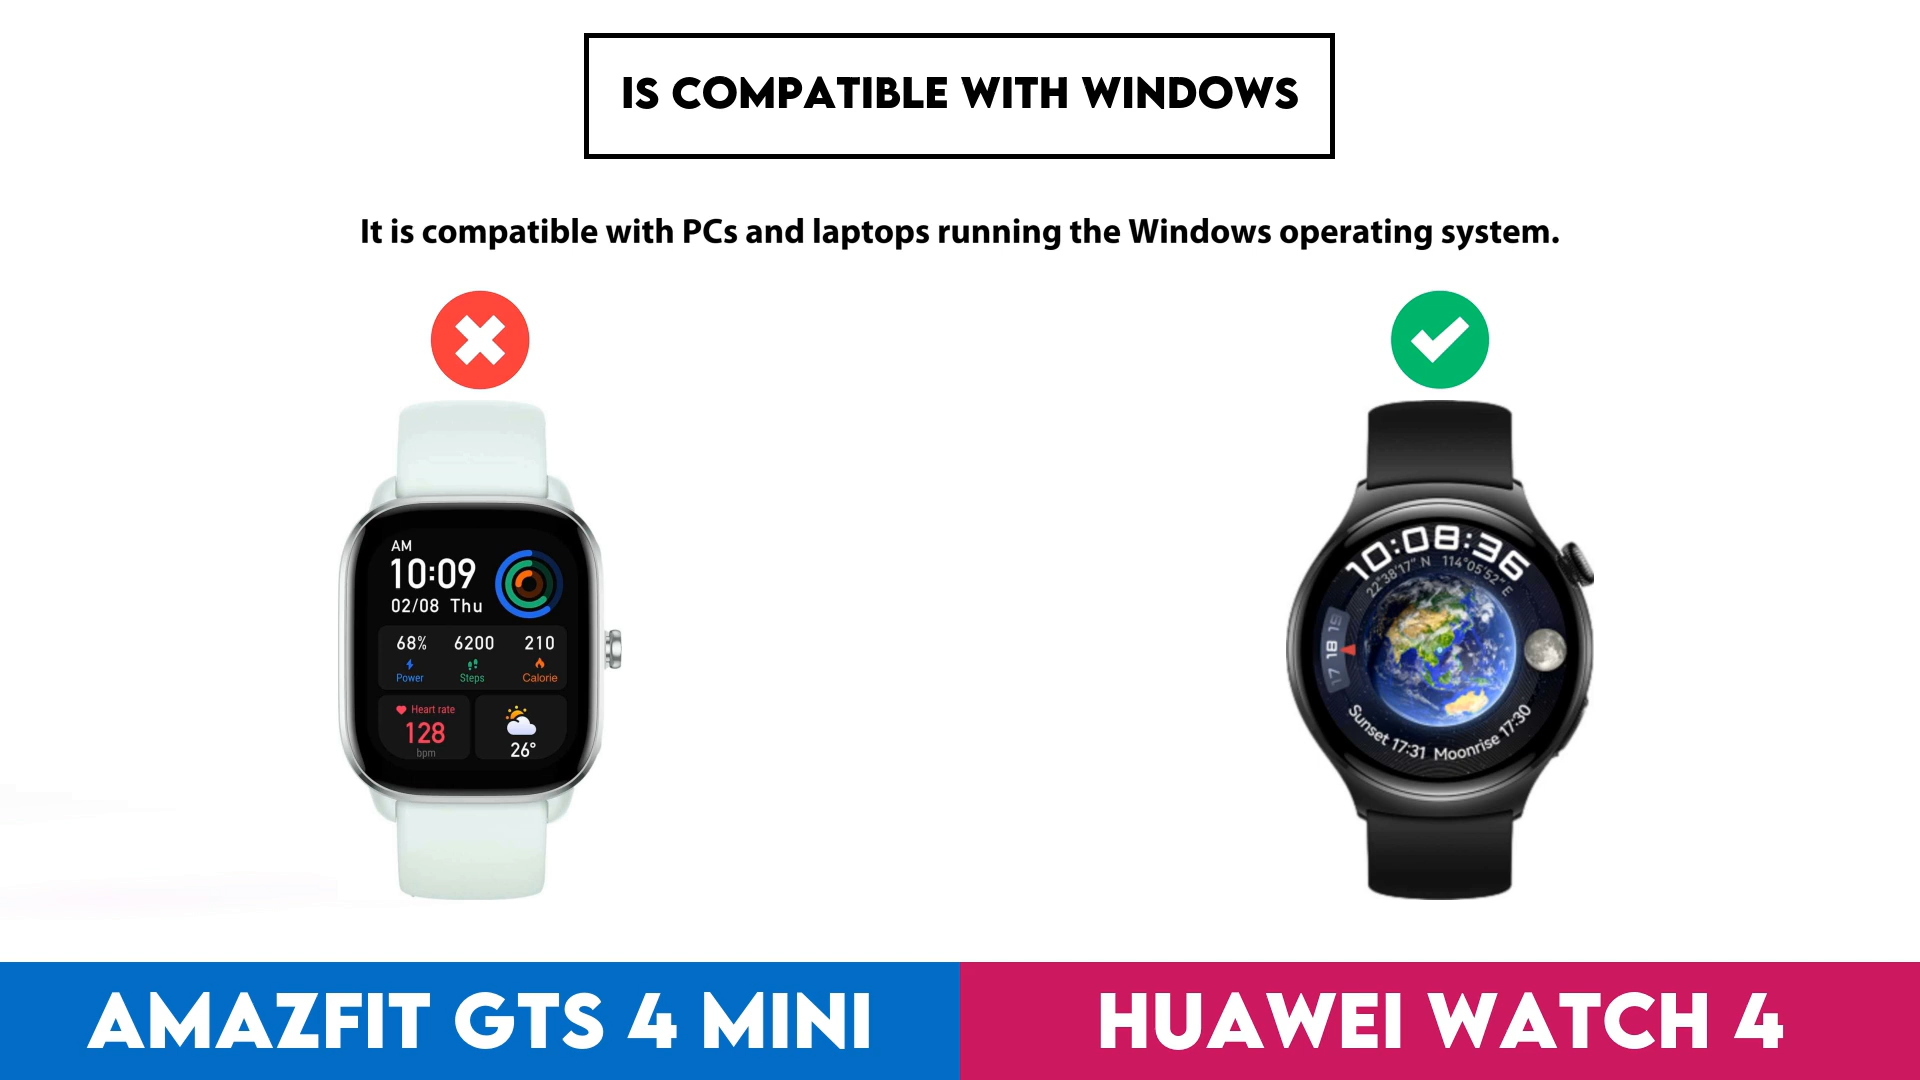 IS COMPATIBLE WITH WINDOWS
It is compatible with PCs and laptops running the Windows operating system.
AM
10:09
02/08 Thu
68% 6200 210
Power Steps Calorie
Heart rate
128
bpm
26°
10:08:36
22°38'17" N 114°05'52" E
17 18 19
Sunset 17:31 Moonrise 17:30
AMAZFIT GTS 4 MINI
HUAWEI WATCH 4